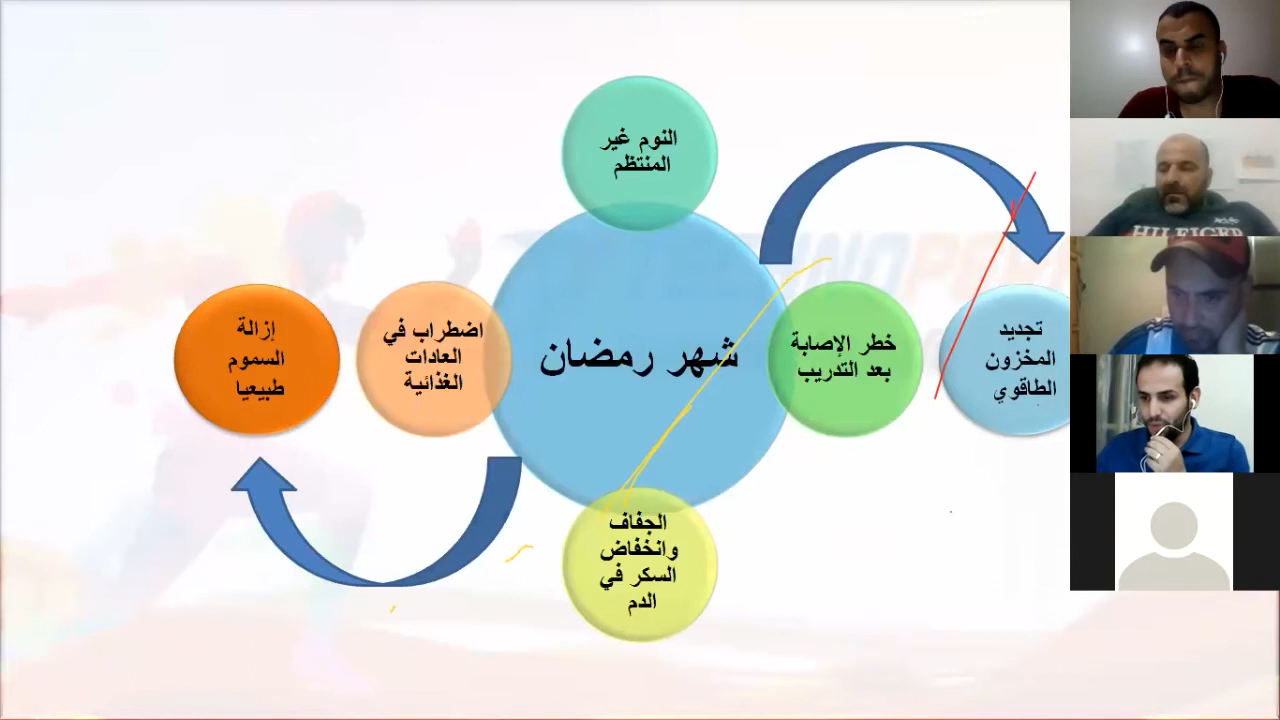 النوم غير
المنتظم
شهر رمضان
خطر الإصابة
بعد التدريب
تجديد
المخزون
الطاقوي
اضطراب في
العادات
الغذائية
إزالة
السموم
طبيعيا
الجفاف
وانخفاض
السكر في
الدم
HILFIGER